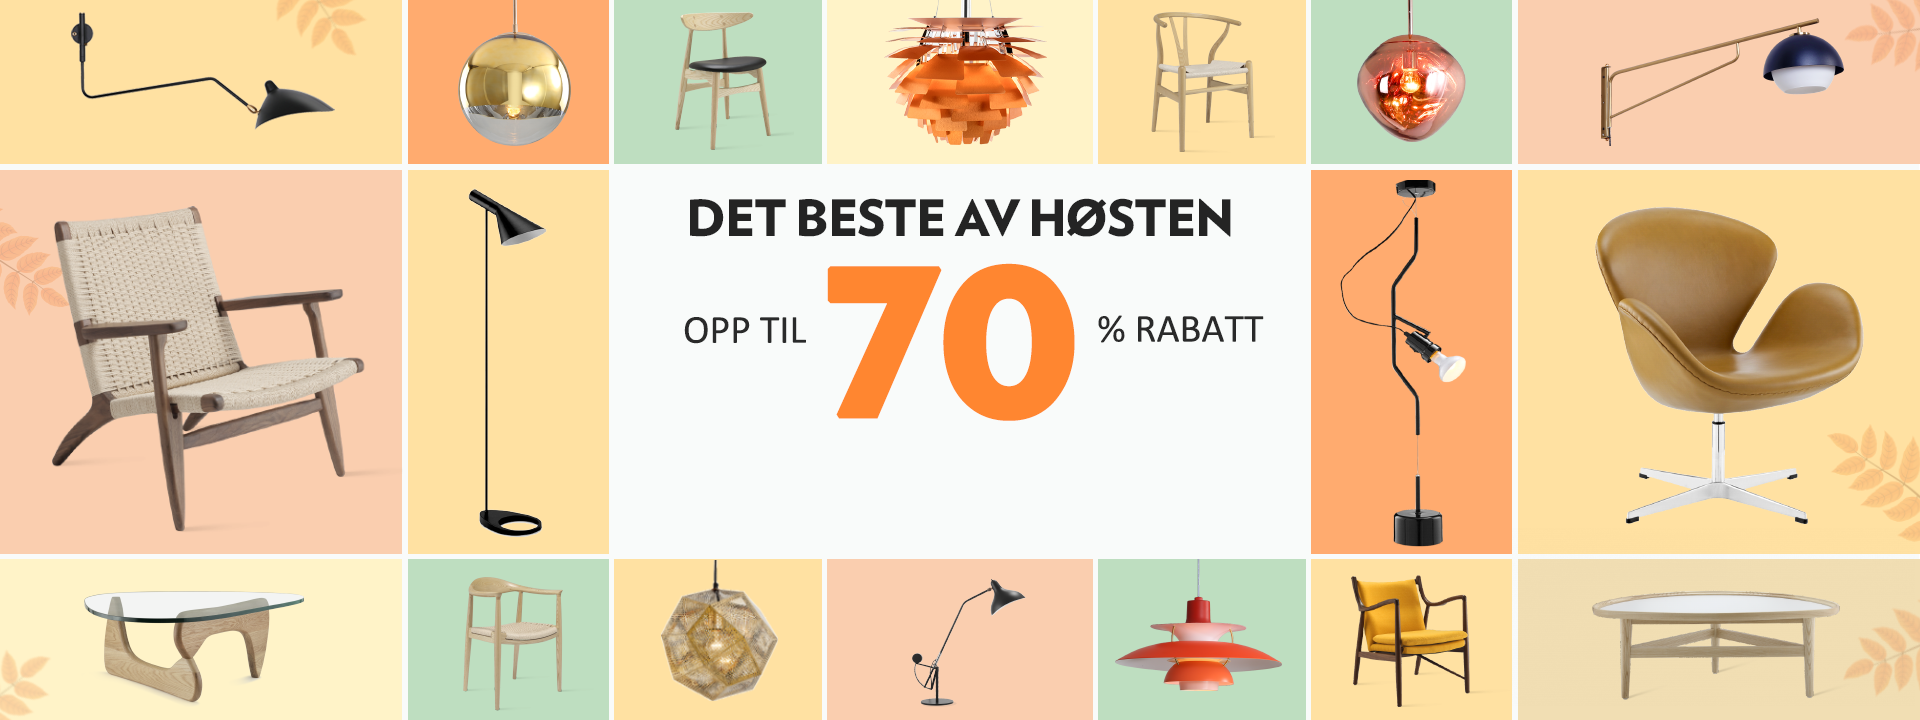 DET BESTE AV HØSTEN
OPP TIL 70 % RABATT